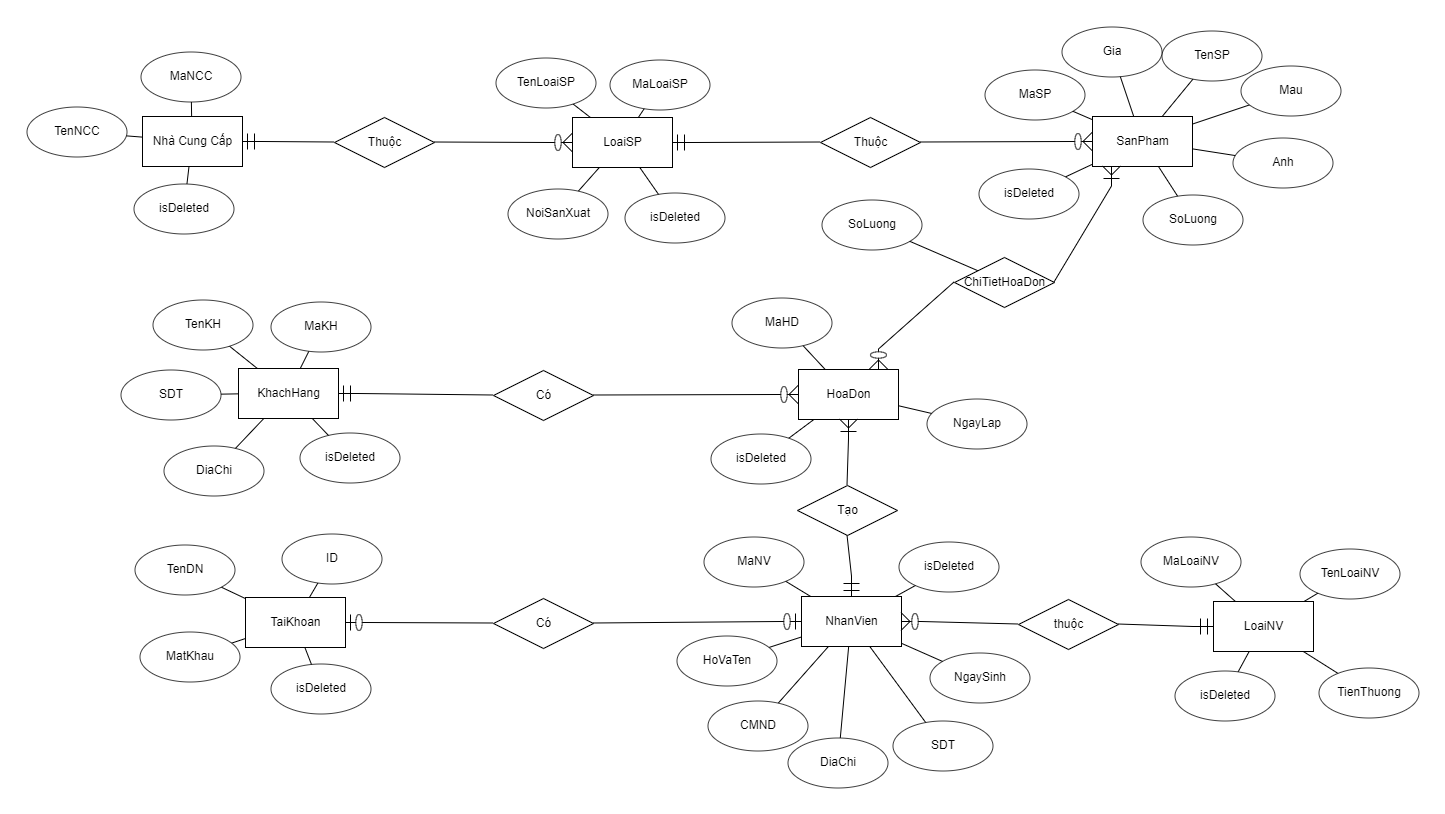 Gia
TenSP
MaNCC
TenLoaiSP
MaLoaiSP
MaSP
Mau
TenNCC
Nhà Cung Cấp
Thuộc
LoaiSP
Thuộc
SanPham
Anh
isDeleted
NoiSanXuat
isDeleted
isDeleted
SoLuong
SoLuong
ChiTietHoaDon
TenKH
MaKH
MaHD
SDT
KhachHang
Có
HoaDon
NgayLap
DiaChi
isDeleted
isDeleted
Tạo
TenDN
ID
MaNV
isDeleted
MaLoaiNV
TenLoaiNV
TaiKhoan
Có
NhanVien
thuộc
LoaiNV
MatKhau
HoVaTen
NgaySinh
isDeleted
isDeleted
TienThuong
CMND
DiaChi
SDT